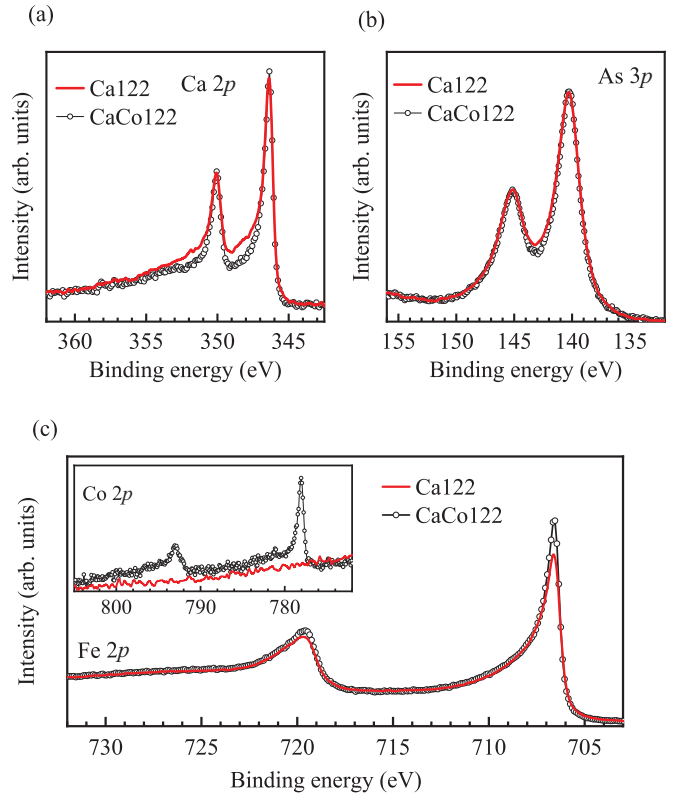 (a)
Ca122
CaCo122
Ca 2p
Intensity (arb. units)
360 355 350 345
Binding energy (eV)
(b)
Ca122
CaCo122
As 3p
Intensity (arb. units)
155 150 145 140 135
Binding energy (eV)
(c)
Co 2p
800 790 780
Ca122
CaCo122
Fe 2p
Intensity (arb. units)
730 725 720 715 710 705
Binding energy (eV)